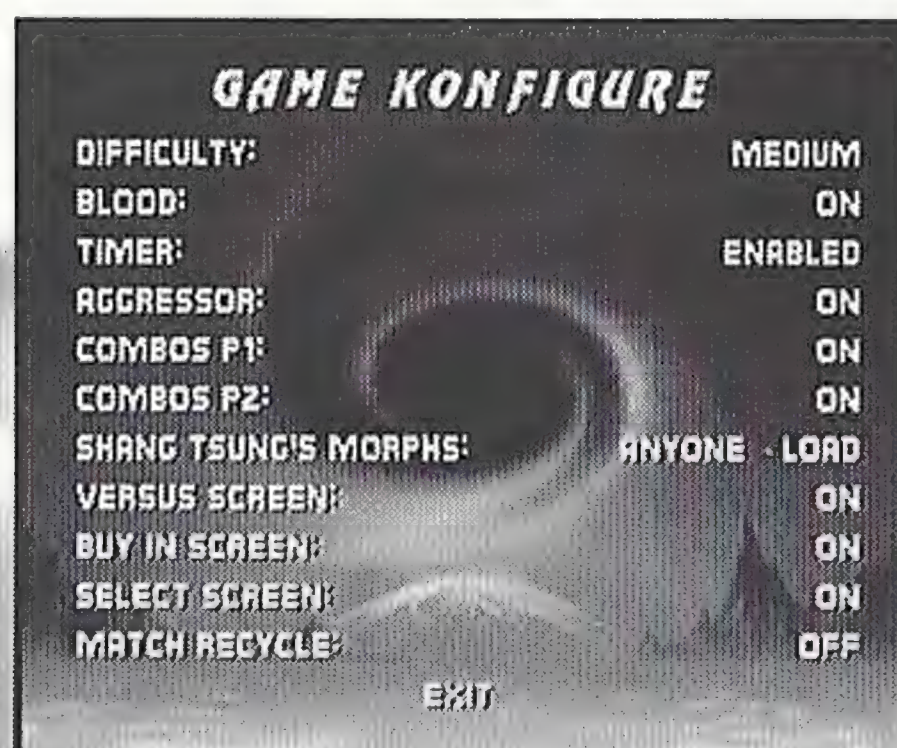 GAME KONFIGURE
DIFFICULTY: MEDIUM
BLOOD: ON
TIMER: ENABLED
AGGRESSOR: ON
COMBOS P1: ON
COMBOS P2: ON
SHANG TSUNG'S MORPHS: ANYONE - LOAD
VERSUS SCREEN: ON
BUY IN SCREEN: ON
SELECT SCREEN: ON
MATCH RECYCLE: OFF
EXIT